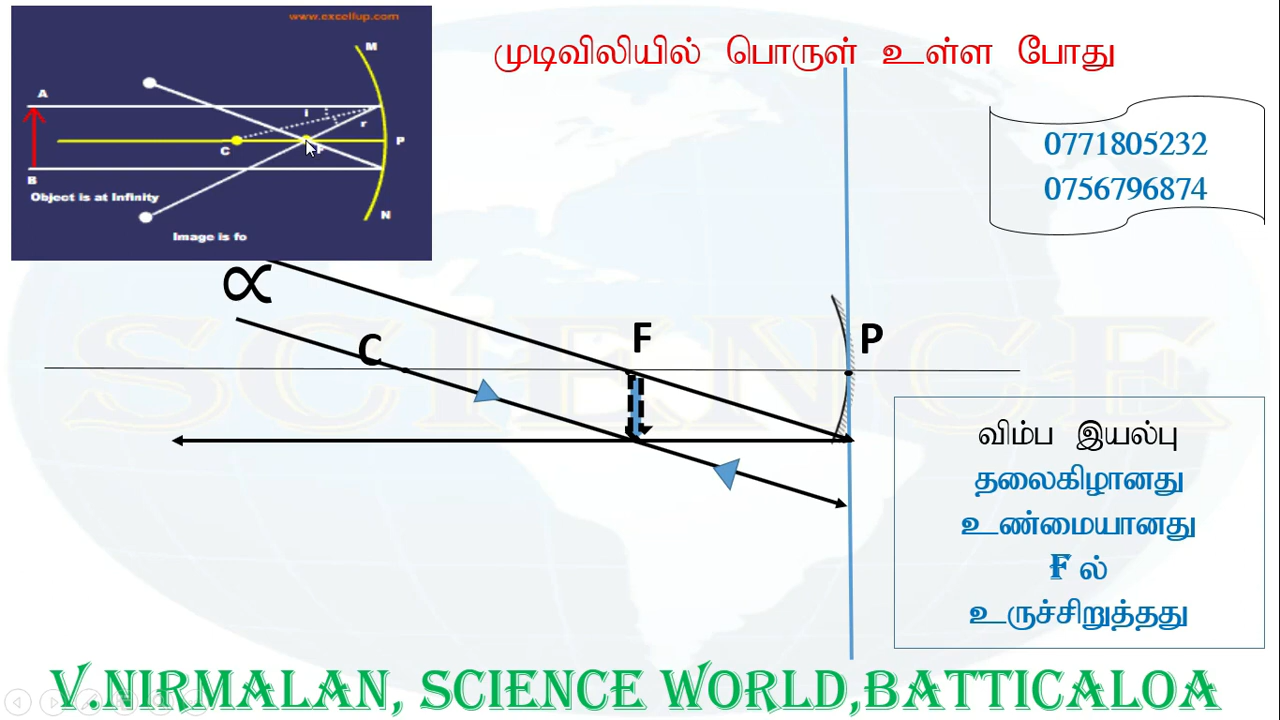 www.excellup.com
M
A
i
r
C
F
P
B
Object is at Infinity
N
Image is fo
முடிவிலியில் பொருள் உள்ள போது
0771805232
0756796874
∝
C
F
P
விம்ப இயல்பு
தலைகிழானது
உண்மையானது
F ல்
உருச்சிறுத்தது
SCIENCE
V.NIRMALAN, SCIENCE WORLD,BATTICALOA